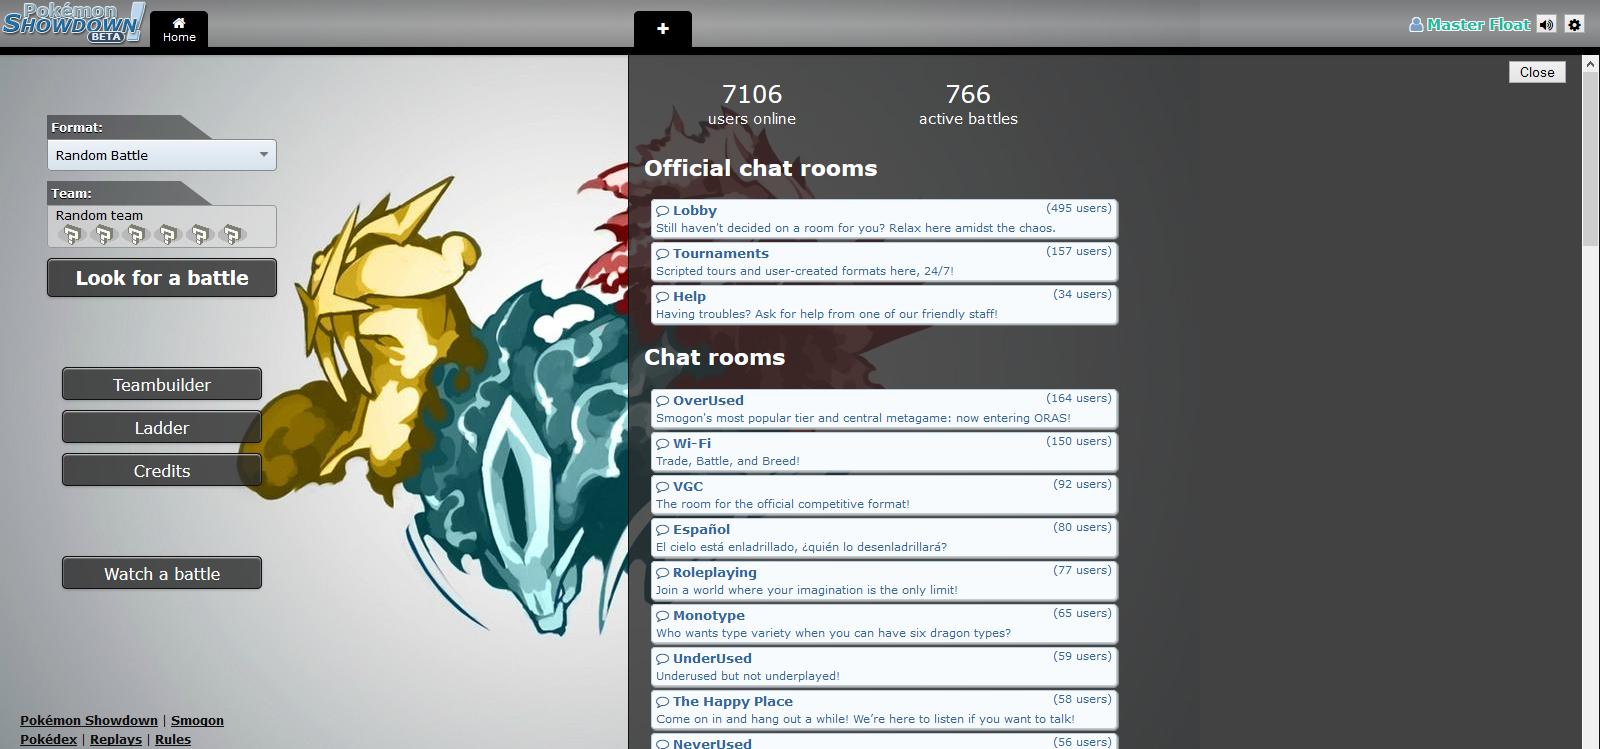 Pokémon
SHOWDOWN!
BETA
Home
+
Master Float
Format:
Random Battle
Team:
Random team
? ? ? ? ? ?
Look for a battle
Teambuilder
Ladder
Credits
Watch a battle
Pokémon Showdown | Smogon
Pokédex | Replays | Rules
Close
7106
users online
766
active battles
Official chat rooms
Lobby (495 users)
Still haven't decided on a room for you? Relax here amidst the chaos.
Tournaments (157 users)
Scripted tours and user-created formats here, 24/7!
Help (34 users)
Having troubles? Ask for help from one of our friendly staff!
Chat rooms
OverUsed (164 users)
Smogon's most popular tier and central metagame: now entering ORAS!
Wi-Fi (150 users)
Trade, Battle, and Breed!
VGC (92 users)
The room for the official competitive format!
Español (80 users)
El cielo está enladrillado, ¿quién lo desenladrillará?
Roleplaying (77 users)
Join a world where your imagination is the only limit!
Monotype (65 users)
Who wants type variety when you can have six dragon types?
UnderUsed (59 users)
Underused but not underplayed!
The Happy Place (58 users)
Come on in and hang out a while! We’re here to listen if you want to talk!
NeverUsed (56 users)